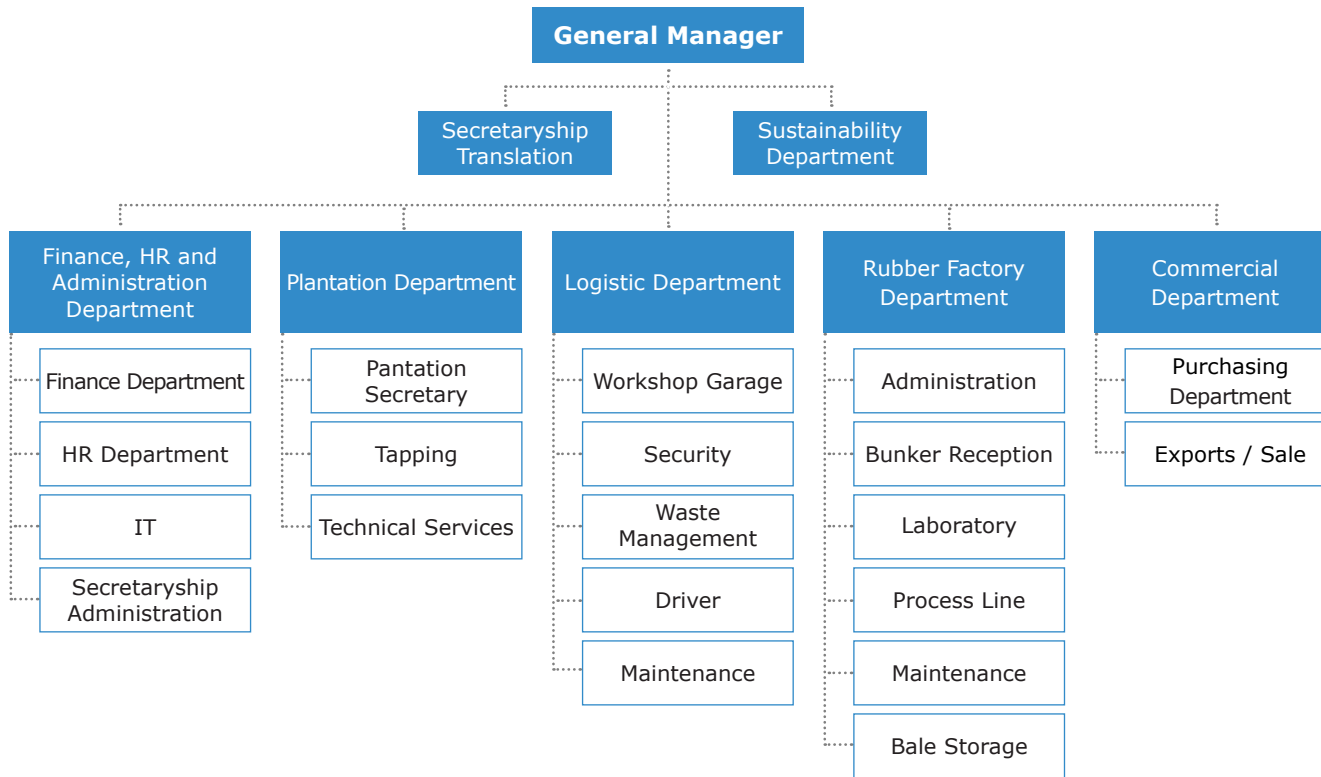 General Manager
Secretaryship
Translation
Sustainability
Department
Finance, HR and
Administration
Department
Plantation Department
Logistic Department
Rubber Factory
Department
Commercial
Department
Finance Department
HR Department
IT
Secretaryship
Administration
Pantation
Secretary
Tapping
Technical Services
Workshop Garage
Security
Waste
Management
Driver
Maintenance
Administration
Bunker Reception
Laboratory
Process Line
Maintenance
Bale Storage
Purchasing
Department
Exports / Sale